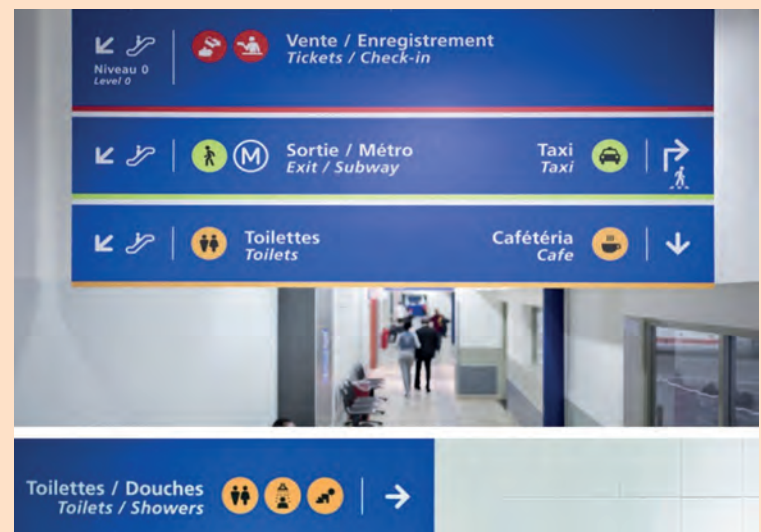 Vente / Enregistrement
Tickets / Check-in
Niveau 0
Level 0
Sortie / Métro
Exit / Subway
M
Taxi
Taxi
Toilettes
Toilets
Cafétéria
Cafe
Toilettes / Douches
Toilets / Showers